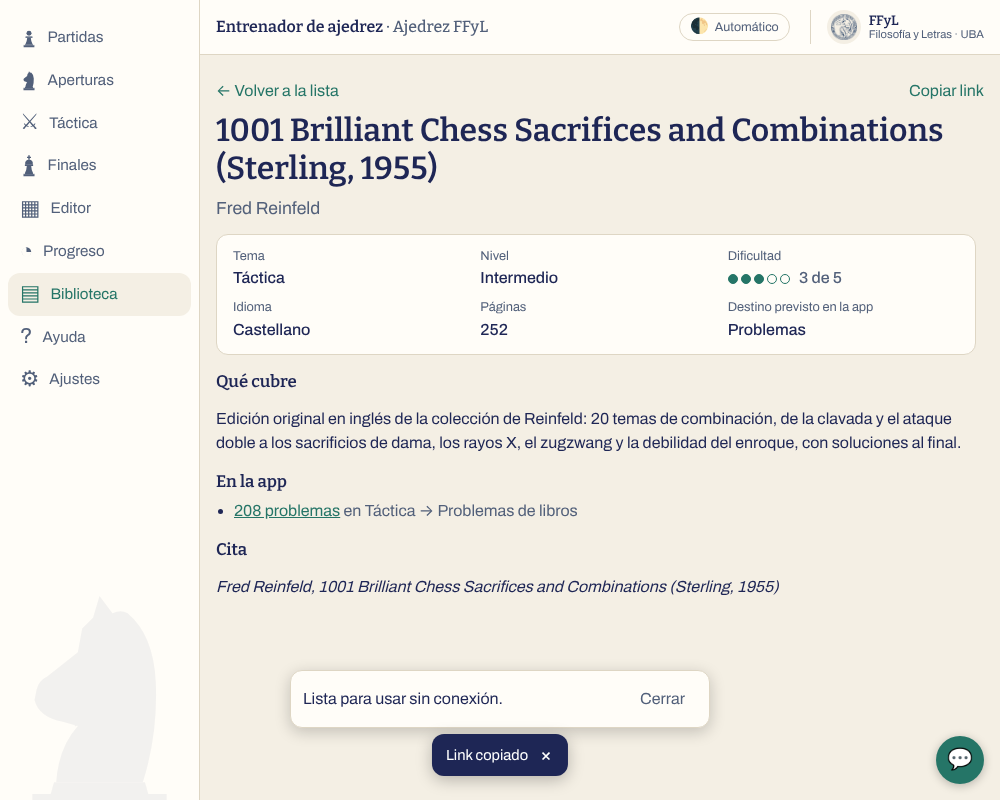 Partidas
Aperturas
Táctica
Finales
Editor
Progreso
Biblioteca
? Ayuda
Ajustes
Entrenador de ajedrez · Ajedrez FFyL
Automático
FFyL
Filosofía y Letras · UBA
← Volver a la lista
Copiar link
1001 Brilliant Chess Sacrifices and Combinations
(Sterling, 1955)
Fred Reinfeld
Tema
Nivel
Dificultad
Táctica
Intermedio
3 de 5
Idioma
Páginas
Destino previsto en la app
Castellano
252
Problemas
Qué cubre
Edición original en inglés de la colección de Reinfeld: 20 temas de combinación, de la clavada y el ataque
doble a los sacrificios de dama, los rayos X, el zugzwang y la debilidad del enroque, con soluciones al final.
En la app
• 208 problemas en Táctica → Problemas de libros
Cita
Fred Reinfeld, 1001 Brilliant Chess Sacrifices and Combinations (Sterling, 1955)
Lista para usar sin conexión.
Cerrar
Link copiado ×